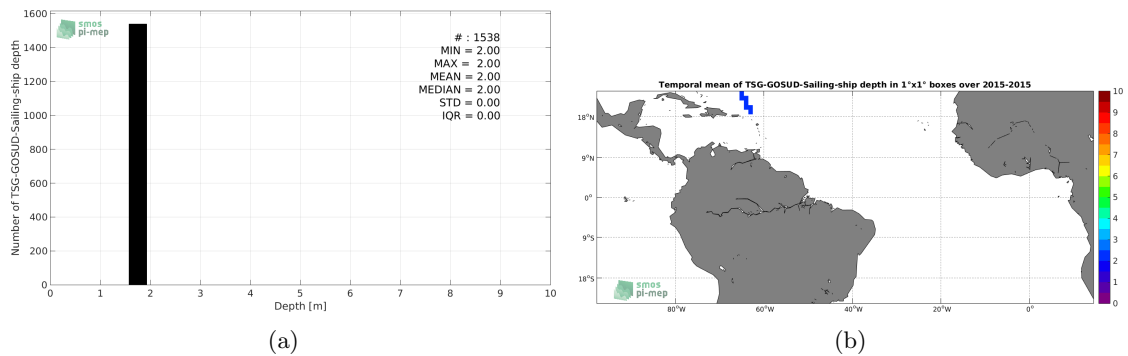 1600
1400
1200
1000
800
600
400
200
0
Number of TSG-GOSUD-Sailing-ship depth
smos
pi-mep
# : 1538
MIN = 2.00
MAX = 2.00
MEAN = 2.00
MEDIAN = 2.00
STD = 0.00
IQR = 0.00
0 1 2 3 4 5 6 7 8 9 10
Depth [m]
(a)
Temporal mean of TSG-GOSUD-Sailing-ship depth in 1°x1° boxes over 2015-2015
18°N
9°N
0°
9°S
18°S
smos
pi-mep
80°W 60°W 40°W 20°W 0°
10
9
8
7
6
5
4
3
2
1
0
(b)